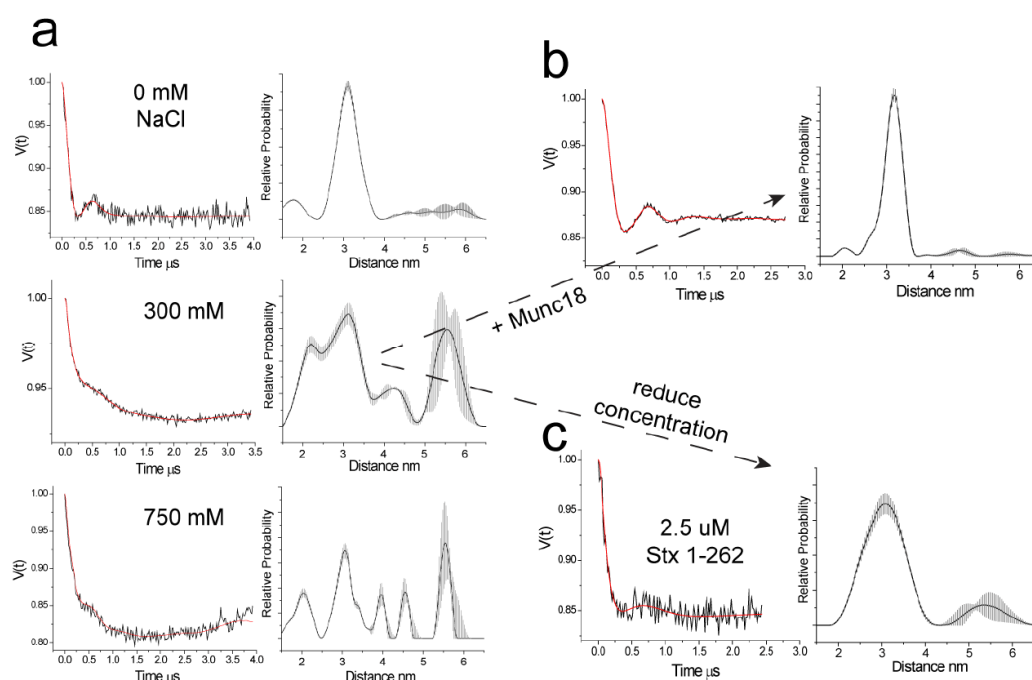 a
1.00
0.95
0.90
0.85
V(t)
0 mM
NaCl
0.0 0.5 1.0 1.5 2.0 2.5 3.0 3.5 4.0
Time μs
Relative Probability
2 3 4 5 6
Distance nm
b
1.00
0.95
0.90
0.85
V(t)
0.0 0.5 1.0 1.5 2.0 2.5 3.0
Time μs
Relative Probability
2 3 4 5 6
Distance nm
1.00
0.95
V(t)
300 mM
0.0 0.5 1.0 1.5 2.0 2.5 3.0 3.5
Time μs
Relative Probability
2 3 4 5 6
Distance nm
+ Munc18
reduce
concentration
1.00
0.95
0.90
0.85
0.80
V(t)
750 mM
0.0 0.5 1.0 1.5 2.0 2.5 3.0 3.5 4.0
Time μs
Relative Probability
2 3 4 5 6
Distance nm
c
1.00
0.95
0.90
0.85
V(t)
2.5 uM
Stx 1-262
0.0 0.5 1.0 1.5 2.0 2.5 3.0
Time μs
Relative Probability
2 3 4 5 6
Distance nm